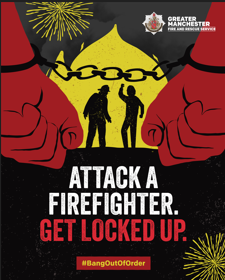 GREATER
MANCHESTER
FIRE AND RESCUE SERVICE
ATTACK A
FIREFIGHTER.
GET LOCKED UP.
#BangOutOfOrder